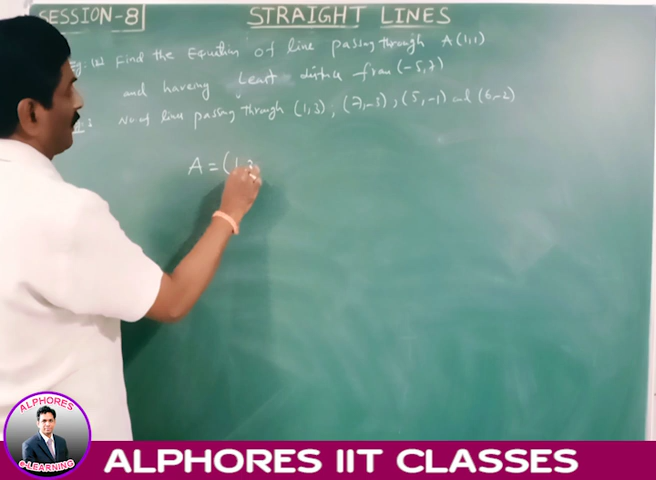 SESSION-8 STRAIGHT LINES
Eg: Find the Equation of line passing through A(1,1)
and having Least distance from (-5,7)
No of lines passing through (1,3), (7,-3), (5,-1) and (6,-2)
A = (1,3
ALPHORES
e-LEARNING
ALPHORES IIT CLASSES